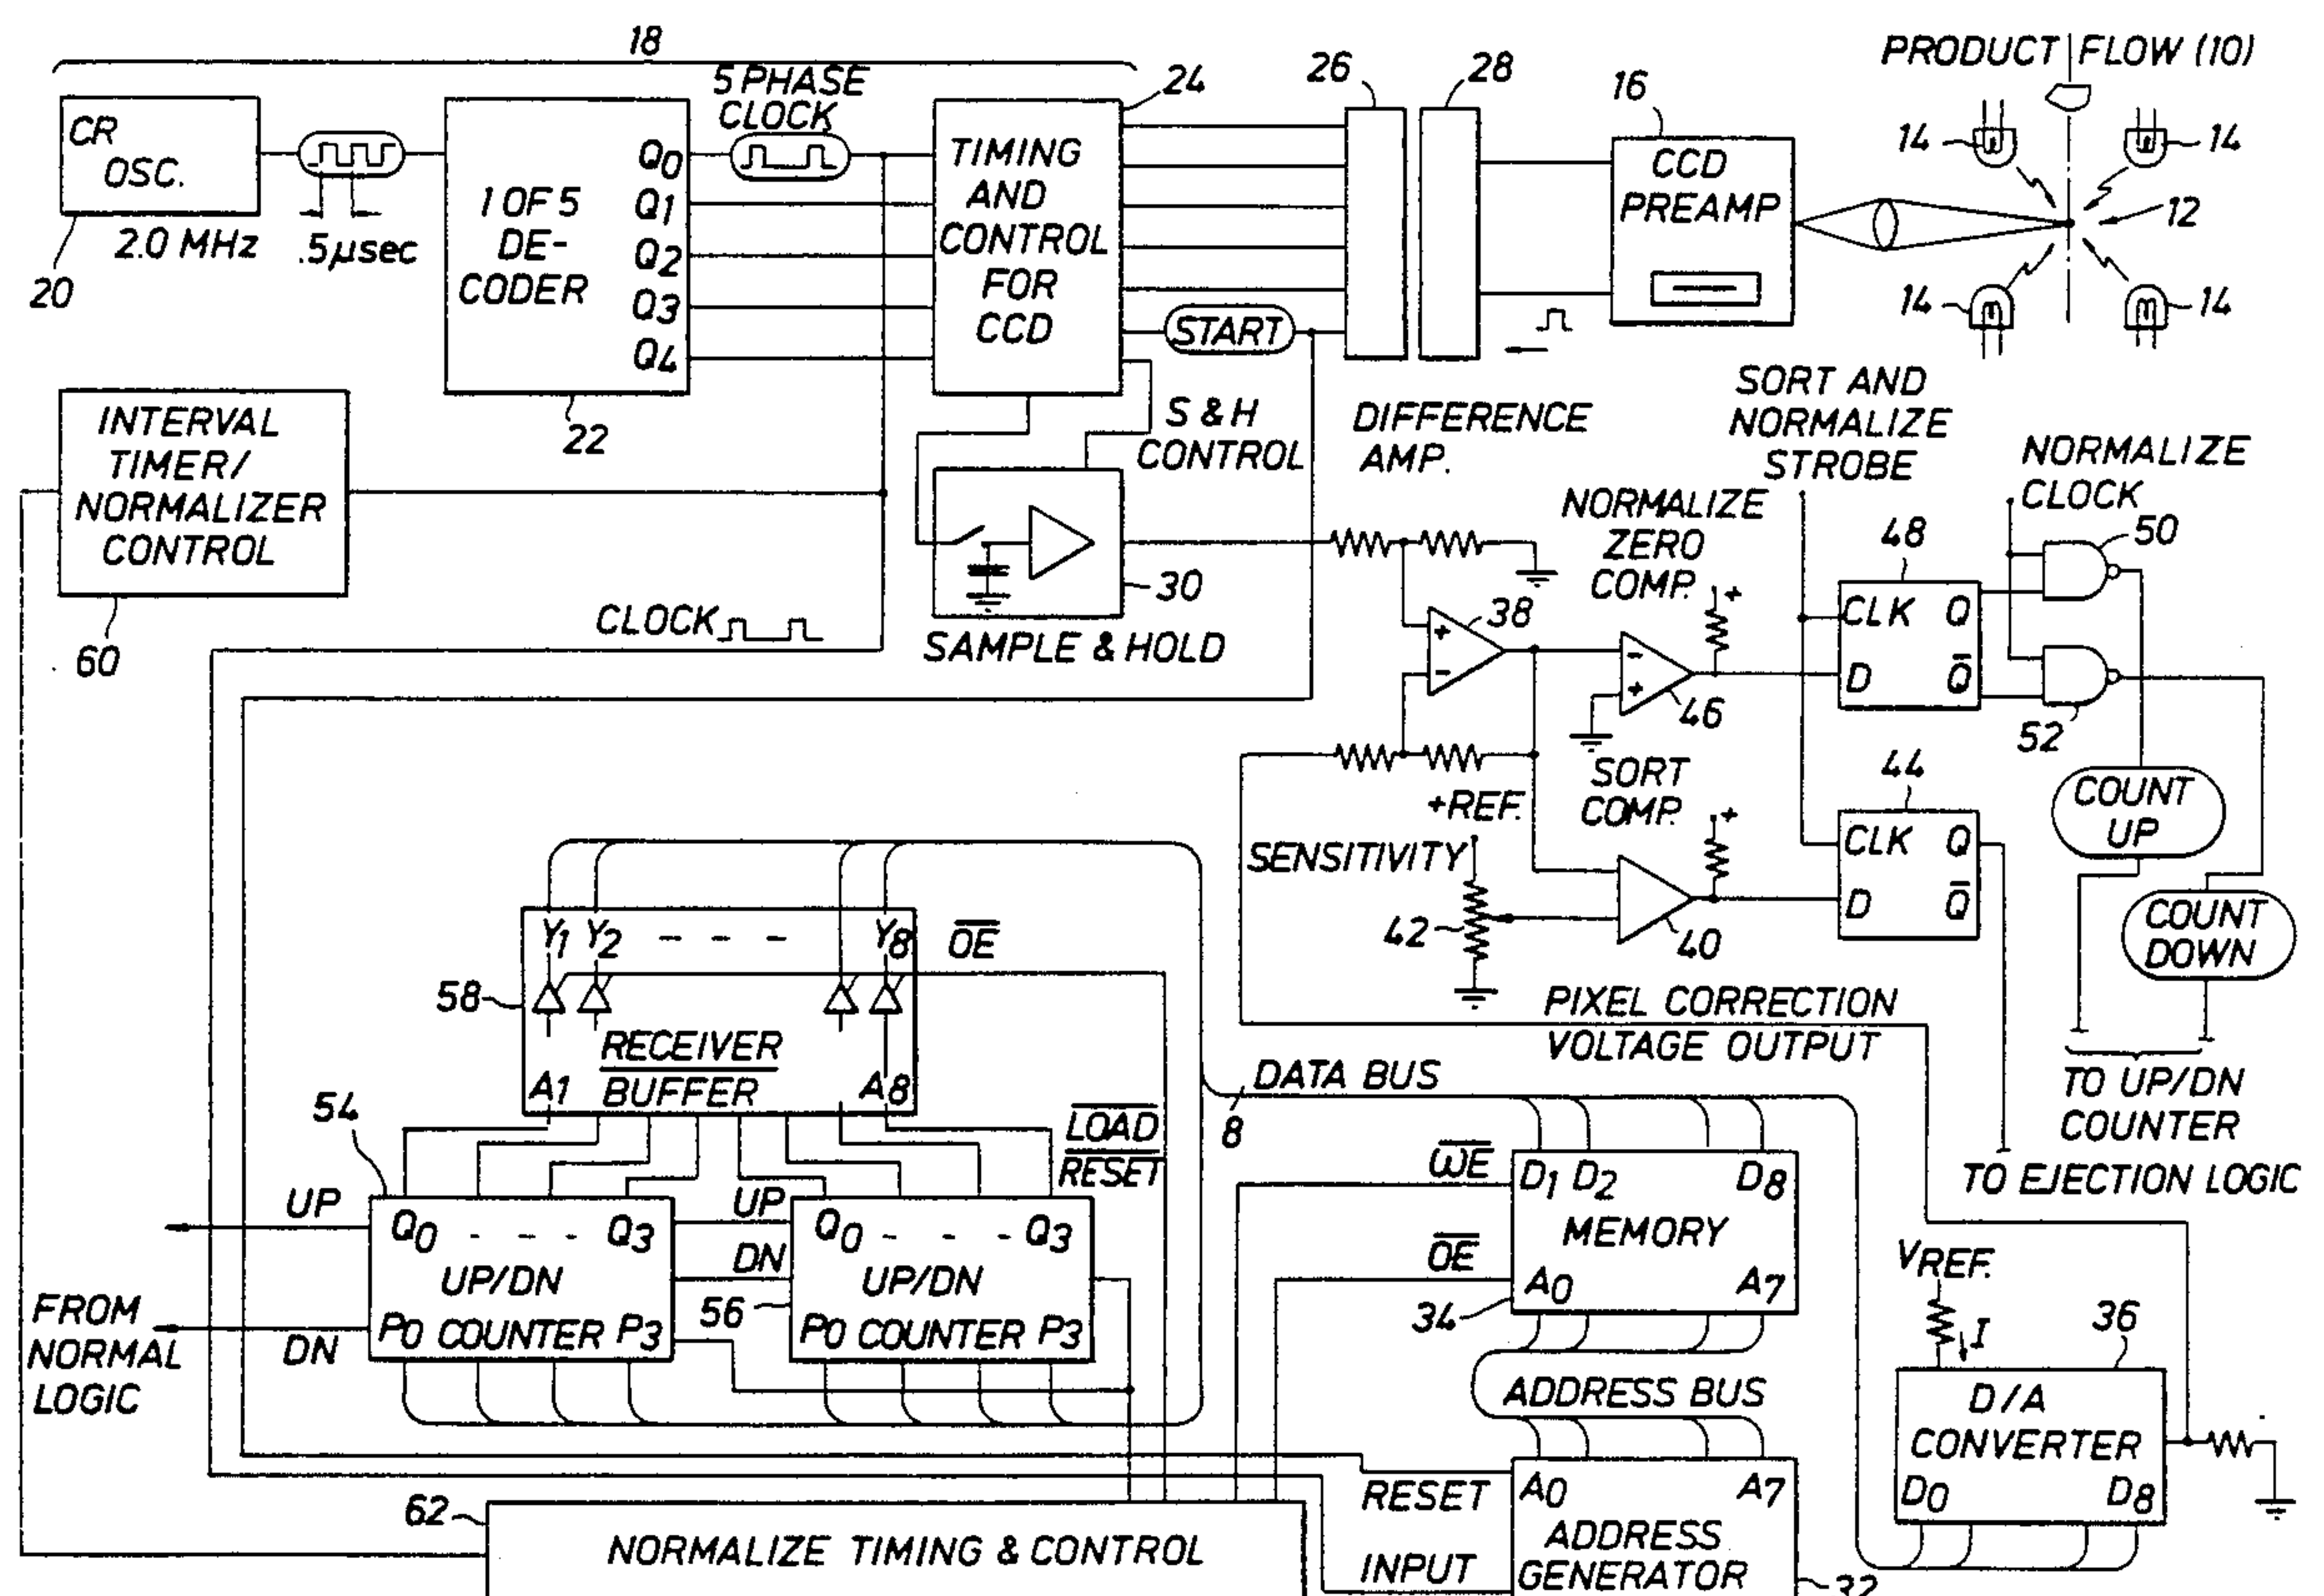 18
PRODUCT FLOW (10)
CR
OSC.
2.0 MHz
.5µsec
20
1 OF 5
DE-
CODER
Q0
Q1
Q2
Q3
Q4
22
5 PHASE
CLOCK
TIMING
AND
CONTROL
FOR
CCD
24
START
26
28
16
CCD
PREAMP
14
14
12
14
14
INTERVAL
TIMER/
NORMALIZER
CONTROL
60
CLOCK
S & H
CONTROL
30
SAMPLE & HOLD
DIFFERENCE
AMP.
38
+
-
NORMALIZE
ZERO
COMP.
+
-
+
46
SORT AND
NORMALIZE
STROBE
NORMALIZE
CLOCK
48
CLK Q
D Q̅
50
52
44
CLK Q
D Q̅
COUNT
UP
COUNT
DOWN
TO UP/DN
COUNTER
TO EJECTION LOGIC
+REF.
SENSITIVITY
42
SORT
COMP.
+
40
PIXEL CORRECTION
VOLTAGE OUTPUT
Y1 Y2 - - - Y8
O̅E̅
58
RECEIVER
BUFFER
A1 A8
L̅O̅A̅D̅
R̅E̅S̅E̅T̅
DATA BUS
8
54
UP
Q0 - - - Q3
UP/DN
P0 COUNTER P3
DN
FROM
NORMAL
LOGIC
UP
DN
56
Q0 - - - Q3
UP/DN
P0 COUNTER P3
W̅E̅
O̅E̅
D1 D2 D8
MEMORY
A0 A7
34
ADDRESS BUS
VREF.
I
36
D/A
CONVERTER
D0 D8
62
NORMALIZE TIMING & CONTROL
RESET
INPUT
A0 A7
ADDRESS
GENERATOR
32